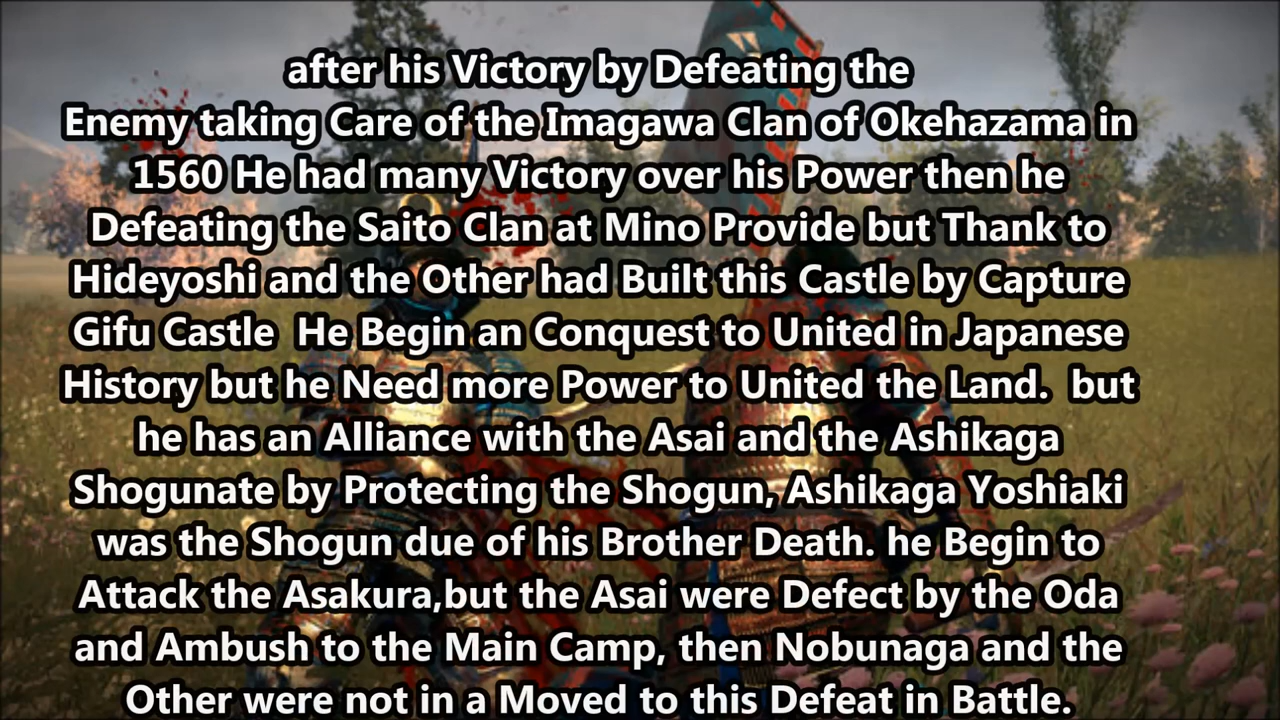 after his Victory by Defeating the
Enemy taking Care of the Imagawa Clan of Okehazama in
1560 He had many Victory over his Power then he
Defeating the Saito Clan at Mino Provide but Thank to
Hideyoshi and the Other had Built this Castle by Capture
Gifu Castle  He Begin an Conquest to United in Japanese
History but he Need more Power to United the Land.  but
he has an Alliance with the Asai and the Ashikaga
Shogunate by Protecting the Shogun, Ashikaga Yoshiaki
was the Shogun due of his Brother Death. he Begin to
Attack the Asakura,but the Asai were Defect by the Oda
and Ambush to the Main Camp, then Nobunaga and the
Other were not in a Moved to this Defeat in Battle.